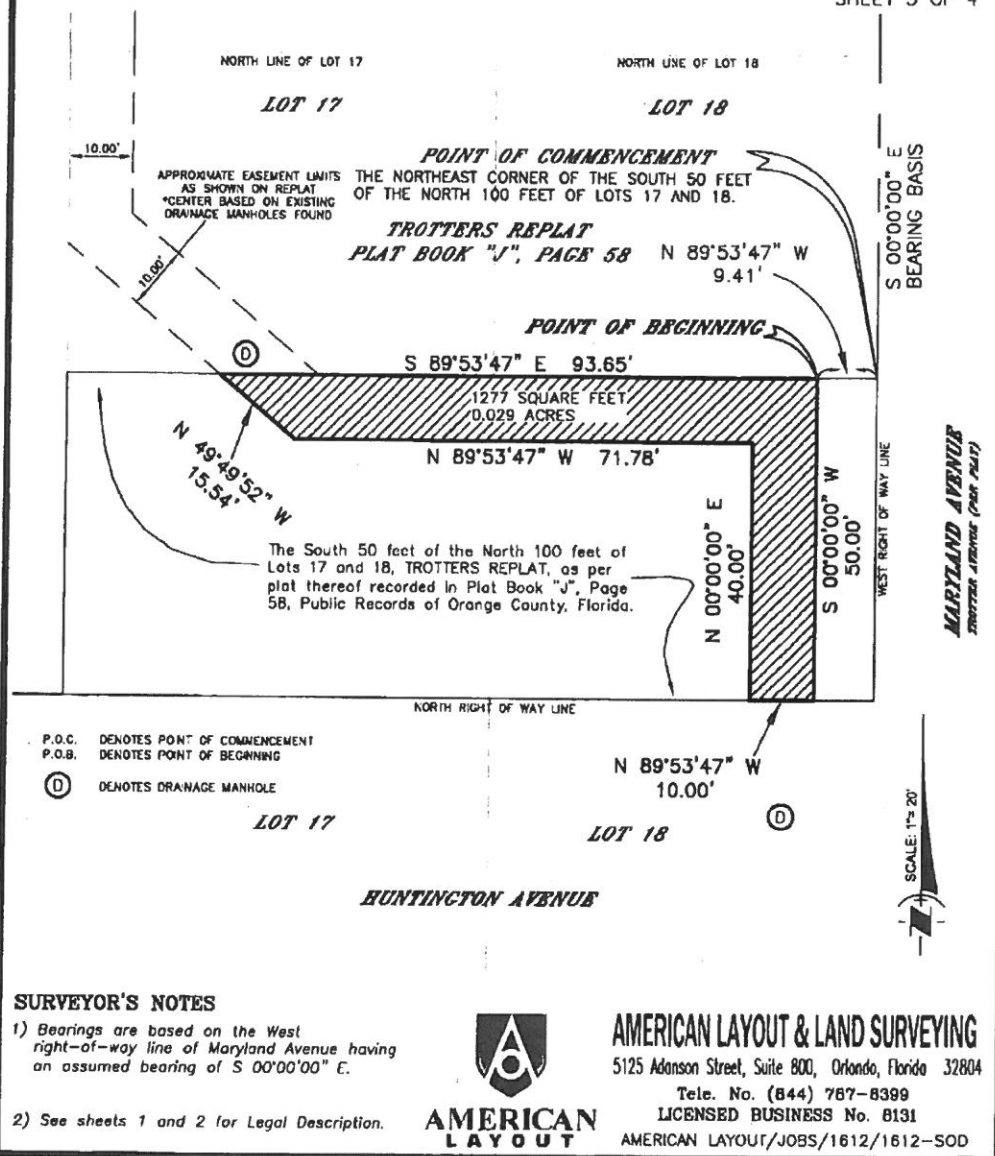 SHEET 3 OF 4
NORTH LINE OF LOT 17
NORTH LINE OF LOT 18
LOT 17
LOT 18
10.00'
S 00°00'00" E
BEARING BASIS
APPROXIMATE EASEMENT LIMITS
AS SHOWN ON REPLAT
*CENTER BASED ON EXISTING
DRAINAGE MANHOLES FOUND
POINT OF COMMENCEMENT
THE NORTHEAST CORNER OF THE SOUTH 50 FEET
OF THE NORTH 100 FEET OF LOTS 17 AND 18.
TROTTERS REPLAT
PLAT BOOK "J", PAGE 58
N 89°53'47" W
9.41'
10.00'
POINT OF BEGINNING
D
S 89°53'47" E 93.65'
1277 SQUARE FEET
0.029 ACRES
N 49°49'52" W
15.54'
N 89°53'47" W 71.78'
N 00°00'00" E
40.00'
S 00°00'00" W
50.00'
WEST RIGHT OF WAY LINE
MARYLAND AVENUE
TROTTER AVENUE (PER PLAT)
The South 50 feet of the North 100 feet of
Lots 17 and 18, TROTTERS REPLAT, as per
plat thereof recorded in Plat Book "J", Page
58, Public Records of Orange County, Florida.
NORTH RIGHT OF WAY LINE
P.O.C. DENOTES POINT OF COMMENCEMENT
P.O.B. DENOTES POINT OF BEGINNING
D DENOTES DRAINAGE MANHOLE
N 89°53'47" W
10.00'
D
LOT 17
LOT 18
SCALE: 1"= 20'
HUNTINGTON AVENUE
N
SURVEYOR'S NOTES
1) Bearings are based on the West
right-of-way line of Maryland Avenue having
an assumed bearing of S 00°00'00" E.
2) See sheets 1 and 2 for Legal Description.
AMERICAN
LAYOUT
AMERICAN LAYOUT & LAND SURVEYING
5125 Adanson Street, Suite 800, Orlando, Florida 32804
Tele. No. (844) 787-8399
LICENSED BUSINESS No. 8131
AMERICAN LAYOUT/JOBS/1612/1612-SOD